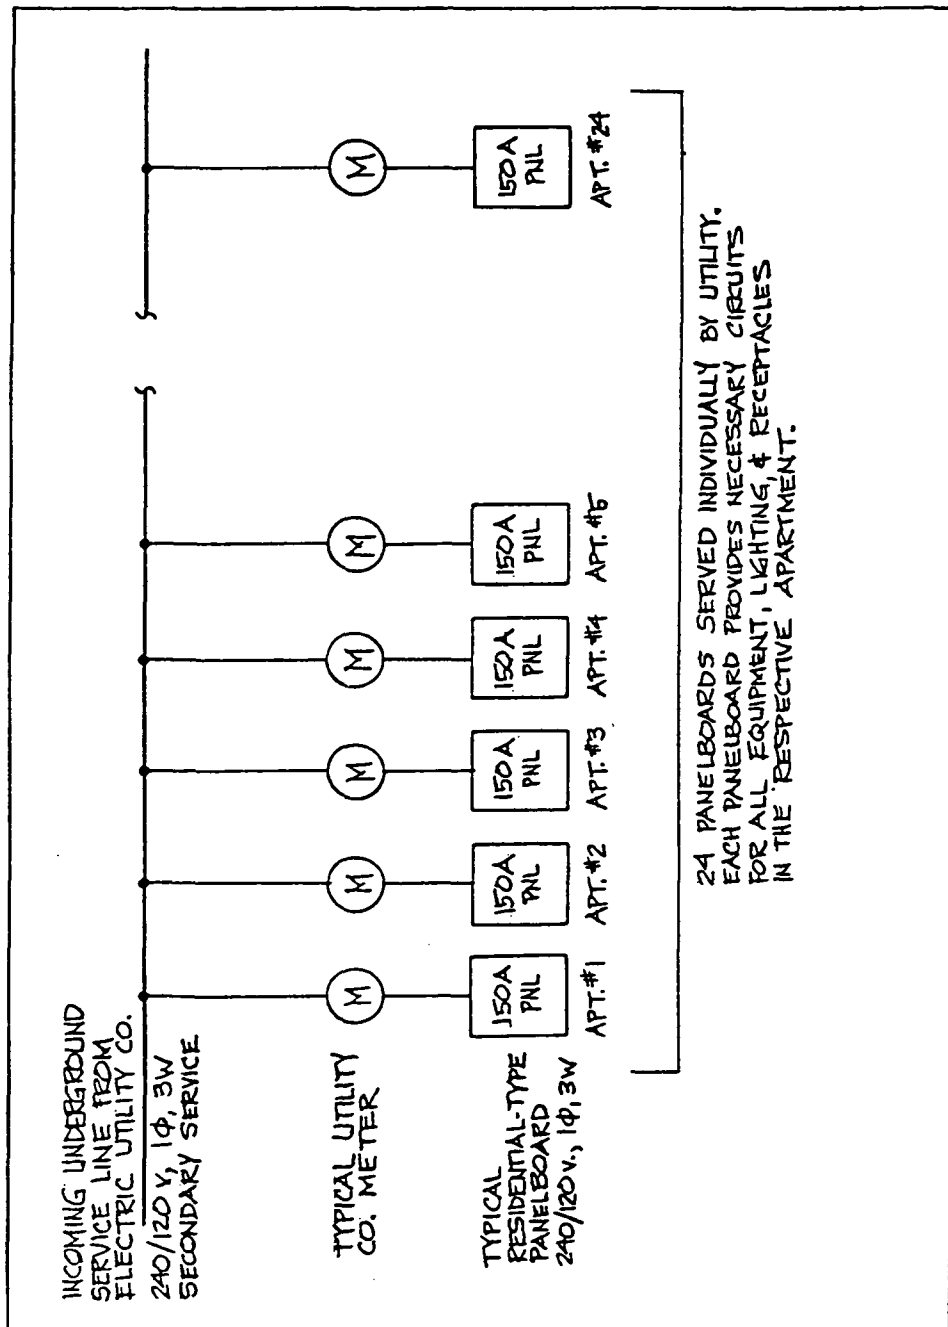 INCOMING UNDERGROUND
SERVICE LINE FROM
ELECTRIC UTILITY CO.
240/120 V, 1Φ, 3W
SECONDARY SERVICE
TYPICAL UTILITY
CO. METER
M
M
M
M
M
M
TYPICAL
RESIDENTIAL-TYPE
PANELBOARD
240/120 V., 1Φ, 3W
150A
PNL
150A
PNL
150A
PNL
150A
PNL
150A
PNL
150A
PNL
APT. #1
APT. #2
APT. #3
APT. #4
APT. #5
APT. #24
24 PANELBOARDS SERVED INDIVIDUALLY BY UTILITY.
EACH PANELBOARD PROVIDES NECESSARY CIRCUITS
FOR ALL EQUIPMENT, LIGHTING, & RECEPTACLES
IN THE RESPECTIVE APARTMENT.